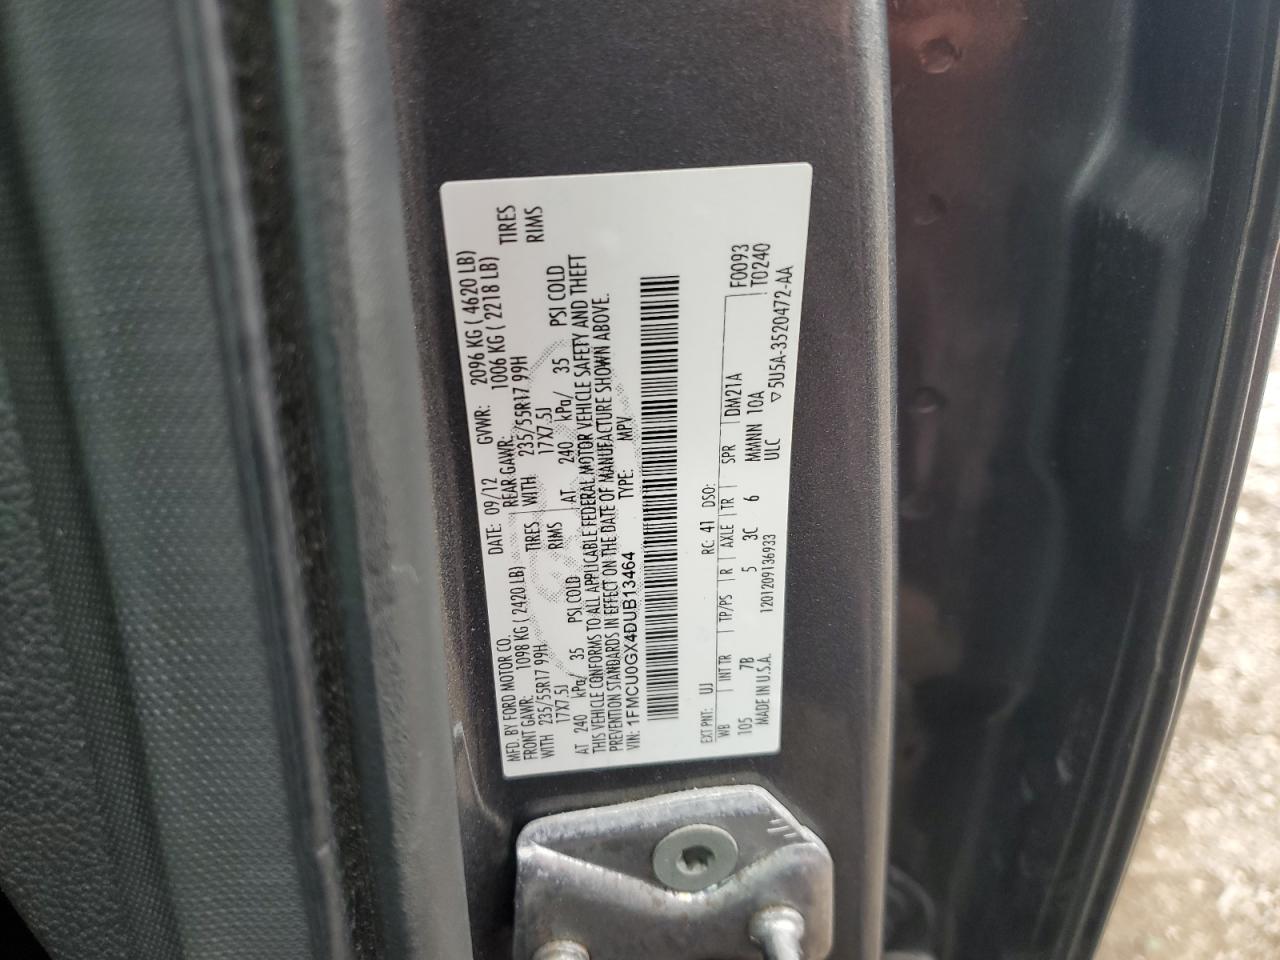 MFD. BY FORD MOTOR CO.
DATE: 09/12 GVWR: 2096 KG ( 4620 LB)
FRONT GAWR: 1098 KG ( 2420 LB) REAR GAWR: 1006 KG ( 2218 LB)
WITH 235/55R17 99H TIRES WITH 235/55R17 99H TIRES
17X7.5J RIMS 17X7.5J RIMS
AT 240 kPa/ 35 PSI COLD AT 240 kPa/ 35 PSI COLD
THIS VEHICLE CONFORMS TO ALL APPLICABLE FEDERAL MOTOR VEHICLE SAFETY AND THEFT
PREVENTION STANDARDS IN EFFECT ON THE DATE OF MANUFACTURE SHOWN ABOVE.
VIN: 1FMCU0GX4DUB13464 TYPE: MPV
F0093
T0240
EXT PNT: UJ RC: 41 DSO:
WB INT TR TP/PS R AXLE TR SPR DM21A
105 7B 5 3C 6 MMNNN 10A
MADE IN U.S.A. 1201209136933 ULC
▽5U5A-3520472-AA